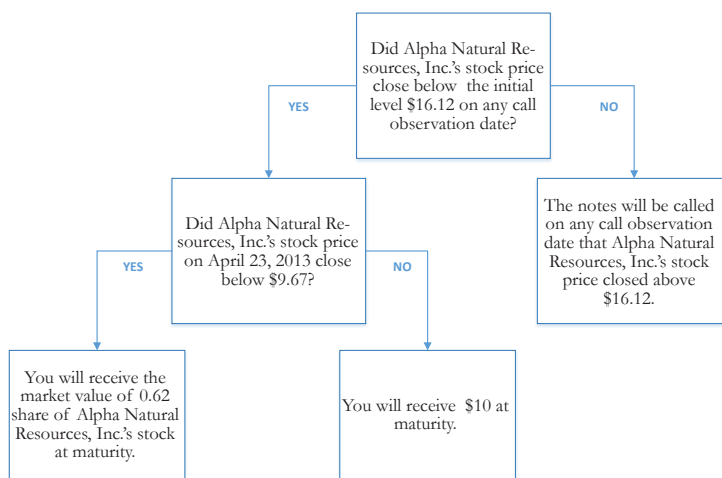 Did Alpha Natural Re-
sources, Inc.'s stock price
close below the initial
level $16.12 on any call
observation date?
YES
NO
Did Alpha Natural Re-
sources, Inc.'s stock price
on April 23, 2013 close
below $9.67?
The notes will be called
on any call observation
date that Alpha Natural
Resources, Inc.'s stock
price closed above
$16.12.
YES
NO
You will receive the
market value of 0.62
share of Alpha Natural
Resources, Inc.'s stock
at maturity.
You will receive $10 at
maturity.